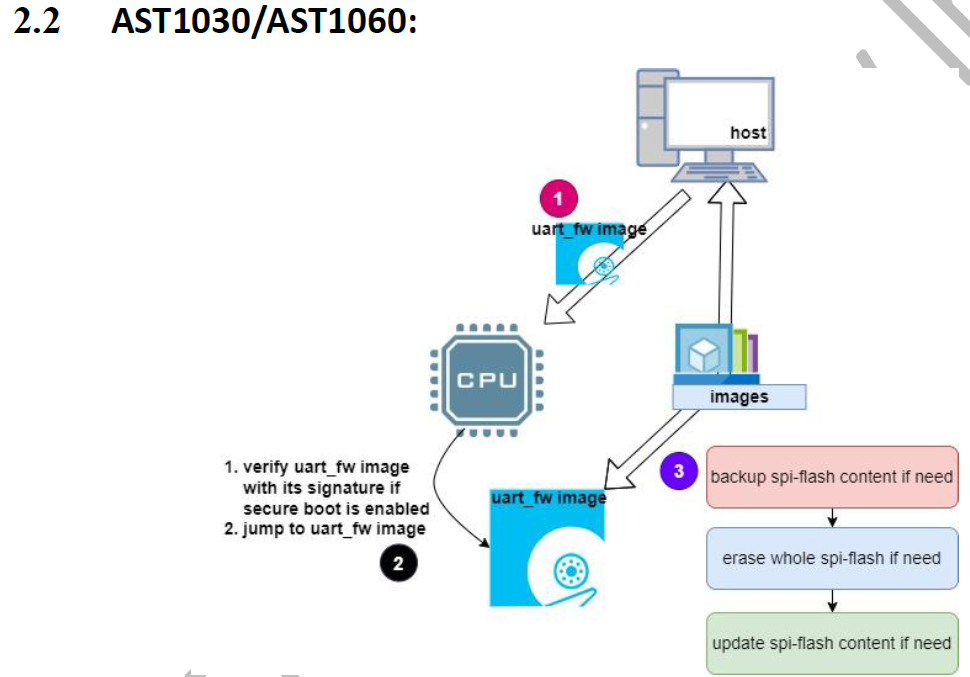 2.2 AST1030/AST1060:
host
1
uart_fw image
CPU
images
1. verify uart_fw image
with its signature if
secure boot is enabled
2. jump to uart_fw image
2
uart_fw image
3
backup spi-flash content if need
erase whole spi-flash if need
update spi-flash content if need